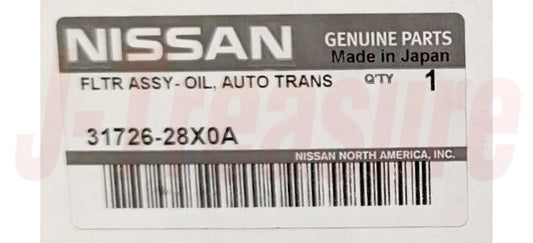 NISSAN
GENUINE PARTS
Made in Japan
FLTR ASSY- OIL, AUTO TRANS Q'TY 1
31726-28X0A
NISSAN NORTH AMERICA, INC.
J-Treasure